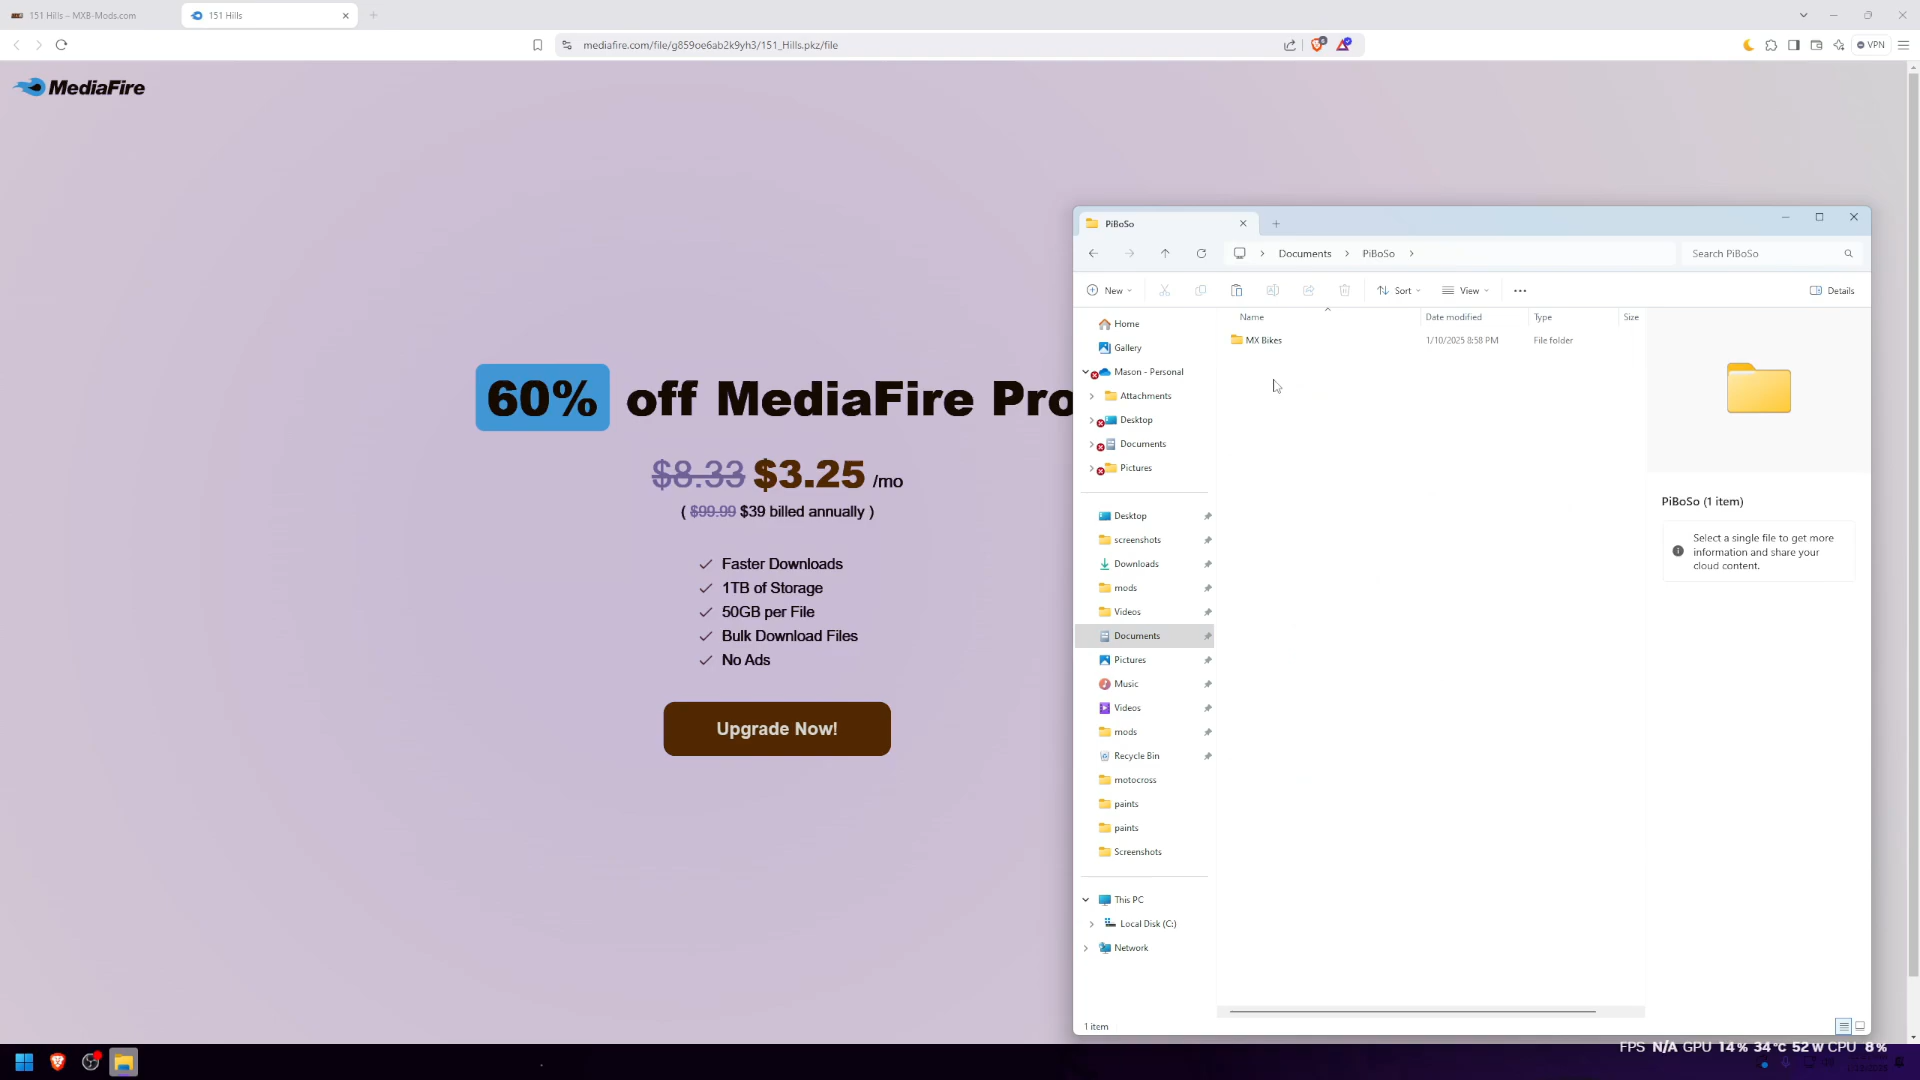 151 Hills – MXB-Mods.com
151 Hills
mediafire.com/file/g859oe6ab2k9yh3/151_Hills.pkz/file
VPN
MediaFire
60% off MediaFire Pro
$8.33 $3.25 /mo
( $99.99 $39 billed annually )
Faster Downloads
1TB of Storage
50GB per File
Bulk Download Files
No Ads
Upgrade Now!
PiBoSo
Documents
PiBoSo
Search PiBoSo
New
Sort
View
Details
Home
Gallery
Mason - Personal
Attachments
Desktop
Documents
Pictures
Desktop
screenshots
Downloads
mods
Videos
Documents
Pictures
Music
Videos
mods
Recycle Bin
motocross
paints
paints
Screenshots
This PC
Local Disk (C:)
Network
Name
Date modified
Type
Size
MX Bikes
1/10/2025 8:58 PM
File folder
PiBoSo (1 item)
Select a single file to get more
information and share your
cloud content.
1 item
FPS N/A GPU 14% 34°C 52W CPU 8%